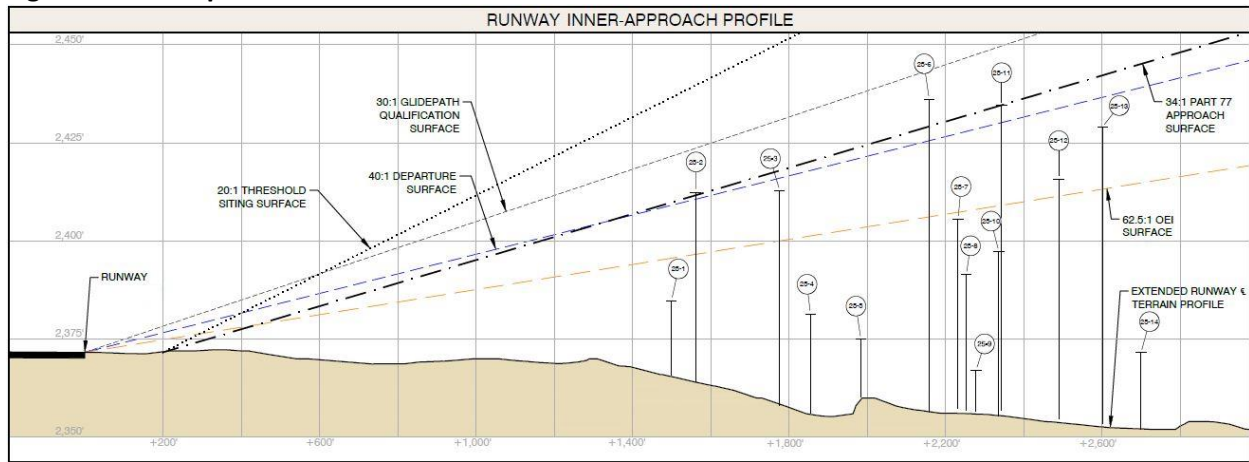 RUNWAY INNER-APPROACH PROFILE
2,450'
2,425'
2,400'
2,375'
2,350'
30:1 GLIDEPATH
QUALIFICATION
SURFACE
20:1 THRESHOLD
SITING SURFACE
40:1 DEPARTURE
SURFACE
RUNWAY
34:1 PART 77
APPROACH
SURFACE
62.5:1 OEI
SURFACE
EXTENDED RUNWAY ℄
TERRAIN PROFILE
25-1
25-2
25-3
25-4
25-7
25-8
25-9
25-10
25-11
25-12
25-13
25-14
+200'
+600'
+1,000'
+1,400'
+1,800'
+2,200'
+2,600'